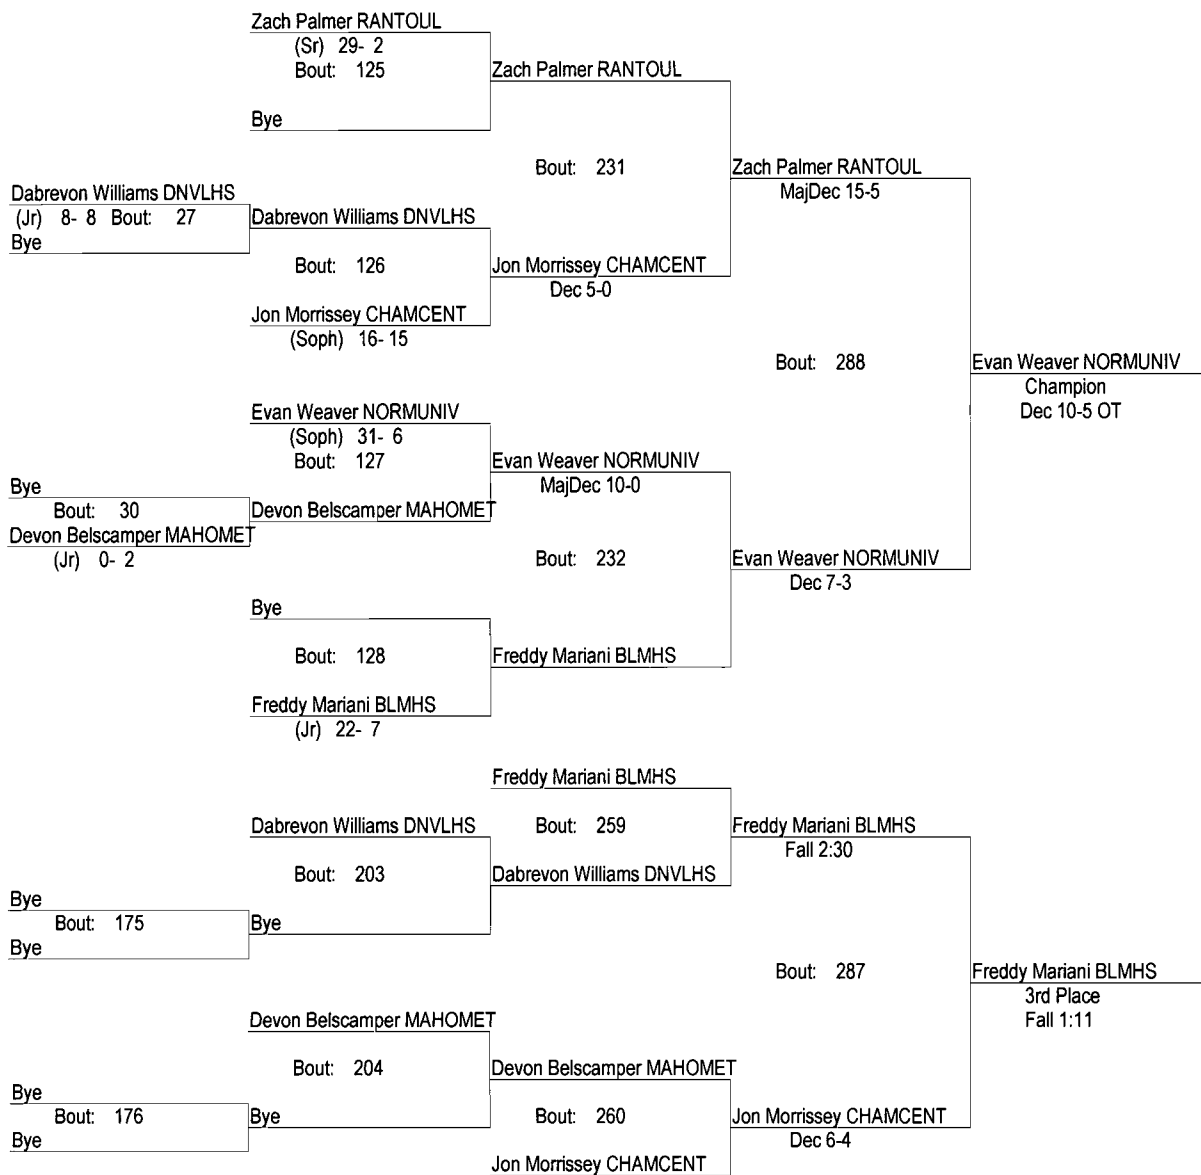 Zach Palmer RANTOUL
(Sr) 29- 2
Bout: 125
Zach Palmer RANTOUL
Bye
Bout: 231
Zach Palmer RANTOUL
MajDec 15-5
Dabrevon Williams DNVLHS
(Jr) 8- 8 Bout: 27
Bye
Dabrevon Williams DNVLHS
Bout: 126
Jon Morrissey CHAMCENT
Dec 5-0
Jon Morrissey CHAMCENT
(Soph) 16- 15
Bout: 288
Evan Weaver NORMUNIV
Champion
Dec 10-5 OT
Evan Weaver NORMUNIV
(Soph) 31- 6
Bout: 127
Evan Weaver NORMUNIV
MajDec 10-0
Bye
Bout: 30
Devon Belscamper MAHOMET
(Jr) 0- 2
Devon Belscamper MAHOMET
Bout: 232
Evan Weaver NORMUNIV
Dec 7-3
Bye
Bout: 128
Freddy Mariani BLMHS
Freddy Mariani BLMHS
(Jr) 22- 7
Freddy Mariani BLMHS
Dabrevon Williams DNVLHS
Bout: 259
Freddy Mariani BLMHS
Fall 2:30
Bout: 203
Dabrevon Williams DNVLHS
Bye
Bout: 175
Bye
Bye
Bout: 287
Freddy Mariani BLMHS
3rd Place
Fall 1:11
Devon Belscamper MAHOMET
Bout: 204
Devon Belscamper MAHOMET
Bye
Bout: 176
Bye
Bye
Bout: 260
Jon Morrissey CHAMCENT
Dec 6-4
Jon Morrissey CHAMCENT